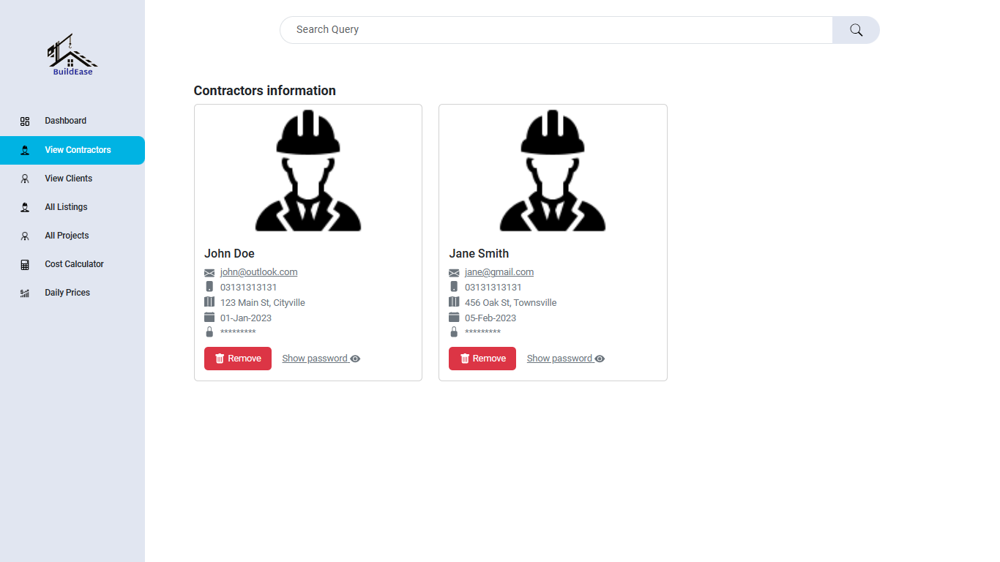 BuildEase
Search Query
Dashboard
View Contractors
View Clients
All Listings
All Projects
Cost Calculator
Daily Prices
Contractors information
John Doe
john@outlook.com
03131313131
123 Main St, Cityville
01-Jan-2023
*********
Remove Show password
Jane Smith
jane@gmail.com
03131313131
456 Oak St, Townsville
05-Feb-2023
*********
Remove Show password